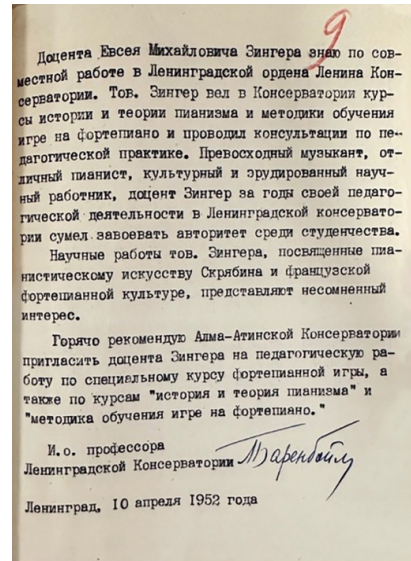 9
Доцента Евсея Михайловича Зингера знаю по сов-
местной работе в Ленинградской ордена Ленина Кон-
серватории. Тов. Зингер вел в Консерватории кур-
сы истории и теории пианизма и методики обучения
игре на фортепиано и проводил консультации по пе-
дагогической практике. Превосходный музыкант, от-
личный пианист, культурный и эрудированный науч-
ный работник, доцент Зингер за годы своей педаго-
гической деятельности в Ленинградской консервато-
рии сумел завоевать авторитет среди студенчества.
Научные работы тов. Зингера, посвященные пиа-
нистическому искусству Скрябина и французской
фортепианной культуре, представляют несомненный
интерес.
Горячо рекомендую Алма-Атинской Консерватории
пригласить доцента Зингера на педагогическую ра-
боту по специальному курсу фортепианной игры, а
также по курсам "история и теория пианизма" и
"методика обучения игре на фортепиано."
И.о. профессора
Ленинградской Консерватории Баренбойм
Ленинград, 10 апреля 1952 года